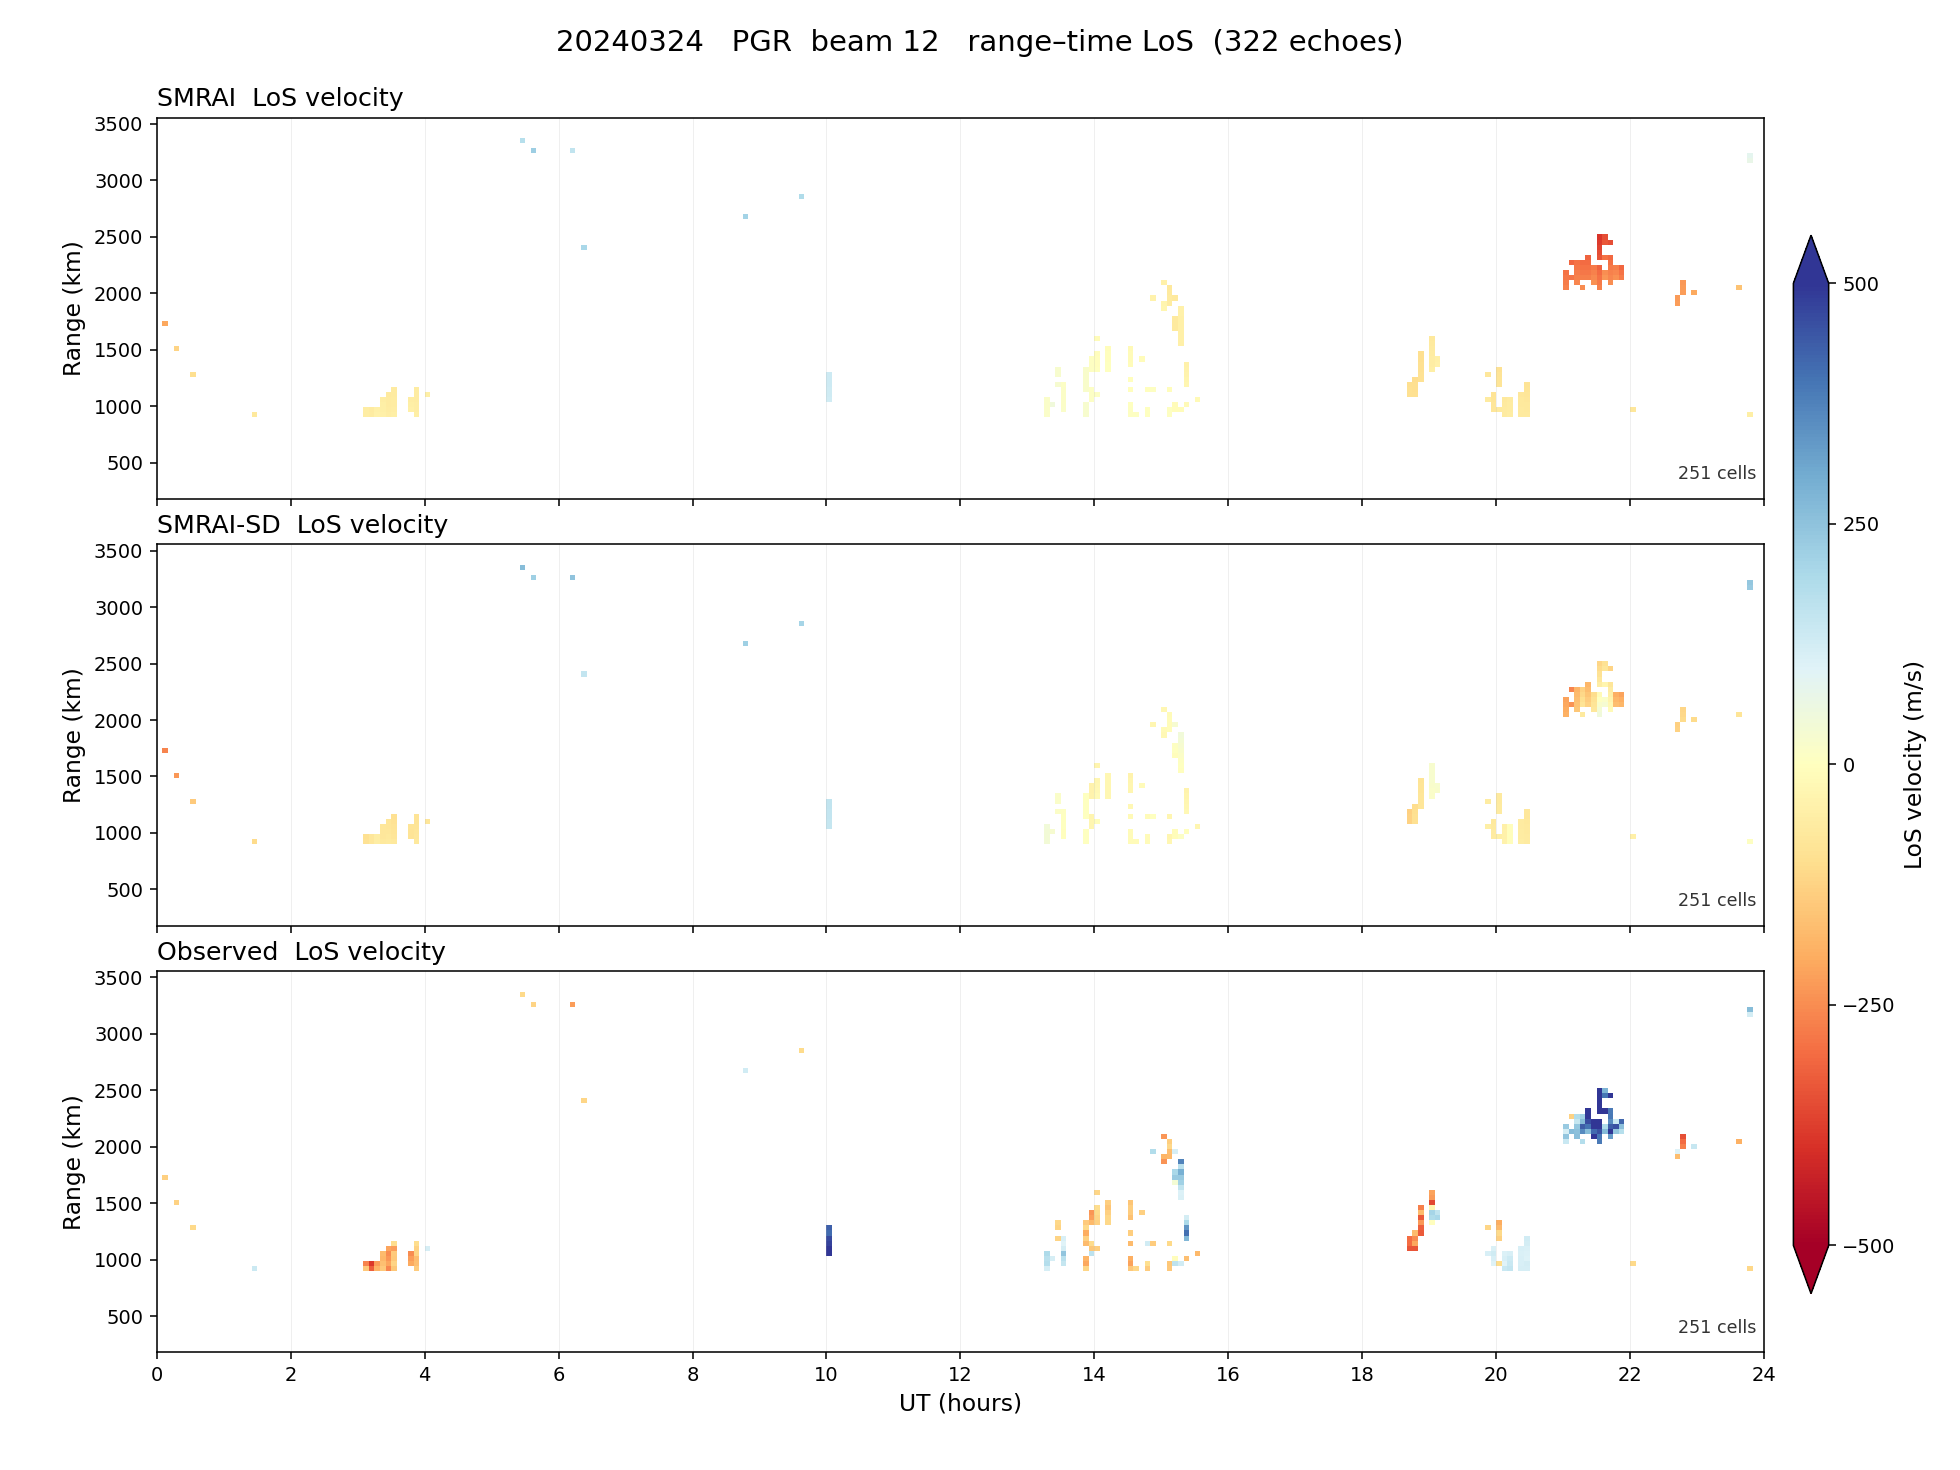 20240324   PGR  beam 12   range–time LoS  (322 echoes)
SMRAI  LoS velocity
3500
3000
2500
2000
1500
1000
500
Range (km)
251 cells
SMRAI-SD  LoS velocity
3500
3000
2500
2000
1500
1000
500
Range (km)
251 cells
Observed  LoS velocity
3500
3000
2500
2000
1500
1000
500
Range (km)
251 cells
0 2 4 6 8 10 12 14 16 18 20 22 24
UT (hours)
500
250
0
−250
−500
LoS velocity (m/s)